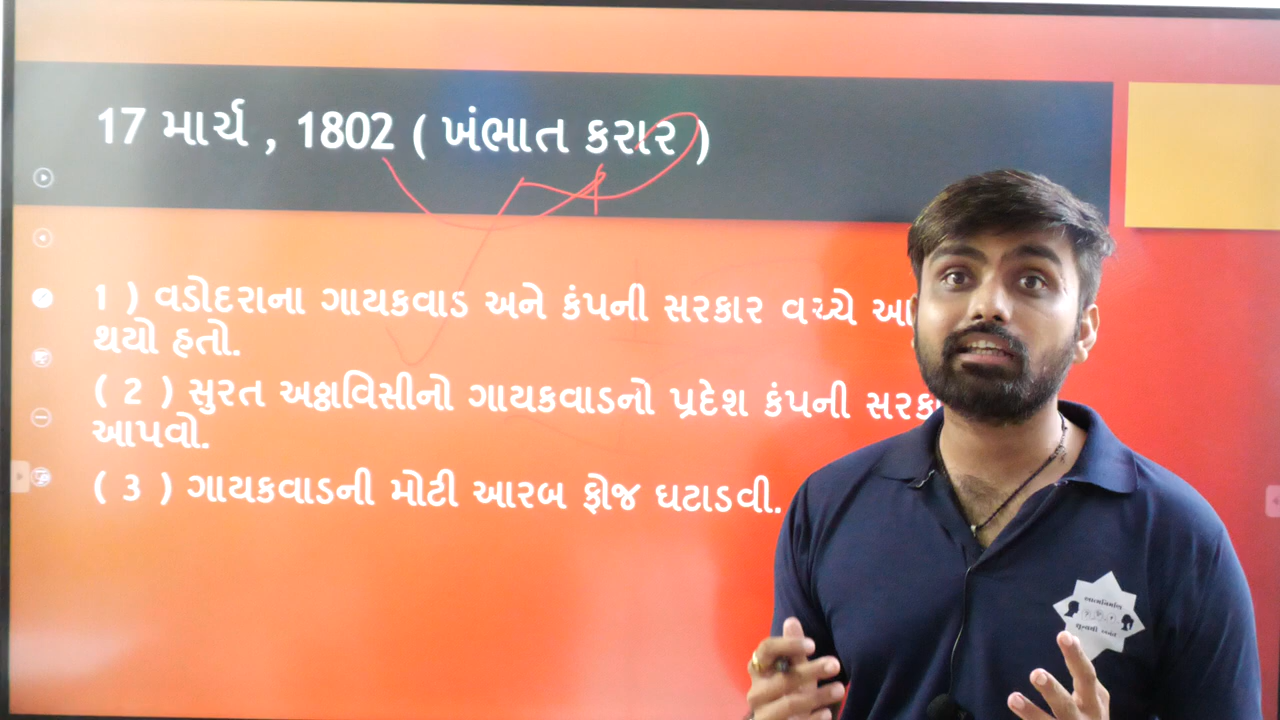 17 માર્ચ , 1802 ( ખંભાત કરાર )
1 ) વડોદરાના ગાયકવાડ અને કંપની સરકાર વચ્ચે
થયો હતો.
( 2 ) સુરત અઠ્ઠાવિસીનો ગાયકવાડનો પ્રદેશ કંપની
આપવો.
( 3 ) ગાયકવાડની મોટી આરબ ફોજ ઘટાડવી.